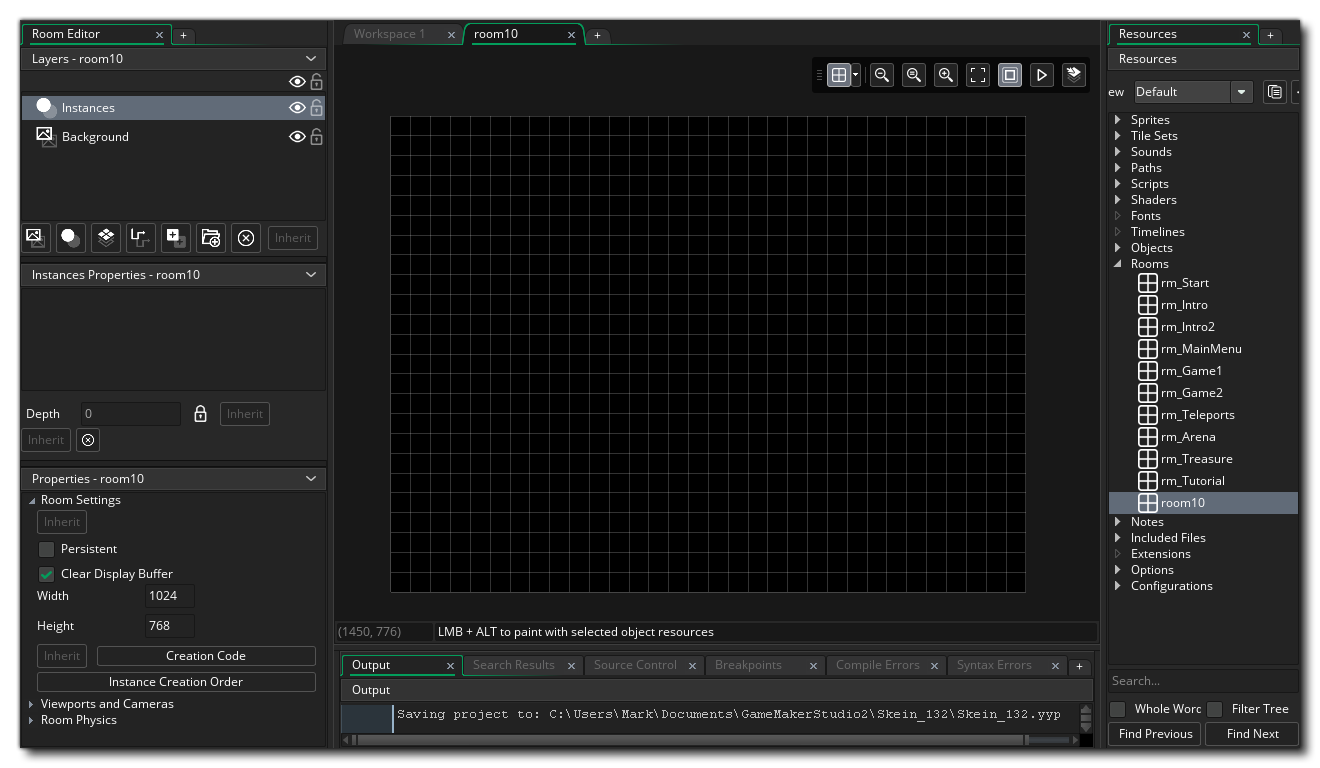 Room Editor
Layers - room10
Instances
Background
Inherit
Instances Properties - room10
Depth 0 Inherit
Inherit
Properties - room10
Room Settings
Inherit
Persistent
Clear Display Buffer
Width 1024
Height 768
Inherit Creation Code
Instance Creation Order
Viewports and Cameras
Room Physics
Workspace 1 room10
(1450, 776) LMB + ALT to paint with selected object resources
Output Search Results Source Control Breakpoints Compile Errors Syntax Errors
Output
Saving project to: C:\Users\Mark\Documents\GameMakerStudio2\Skein_132\Skein_132.yyp
Resources
Resources
ew Default
Sprites
Tile Sets
Sounds
Paths
Scripts
Shaders
Fonts
Timelines
Objects
Rooms
rm_Start
rm_Intro
rm_Intro2
rm_MainMenu
rm_Game1
rm_Game2
rm_Teleports
rm_Arena
rm_Treasure
rm_Tutorial
room10
Notes
Included Files
Extensions
Options
Configurations
Search...
Whole Worc Filter Tree
Find Previous Find Next